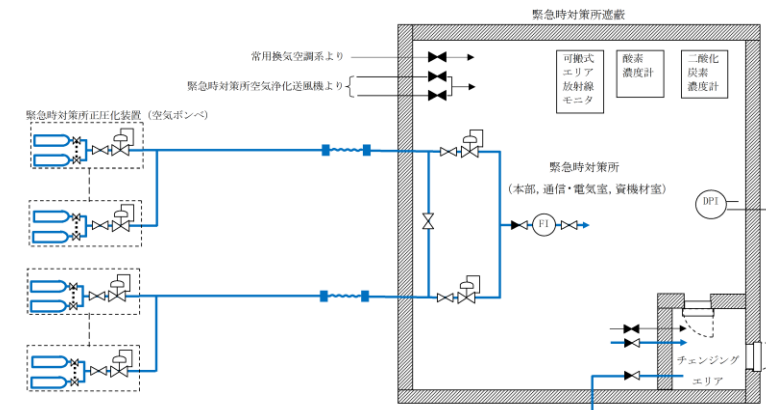 緊急時対策所遮蔽
常用換気空調系より
緊急時対策所空気浄化送風機より
可搬式
エリア
放射線
モニタ
酸素
濃度計
二酸化
炭素
濃度計
緊急時対策所正圧化装置（空気ボンベ）
緊急時対策所
（本部, 通信・電気室, 資機材室）
DPI
FI
チェンジング
エリア